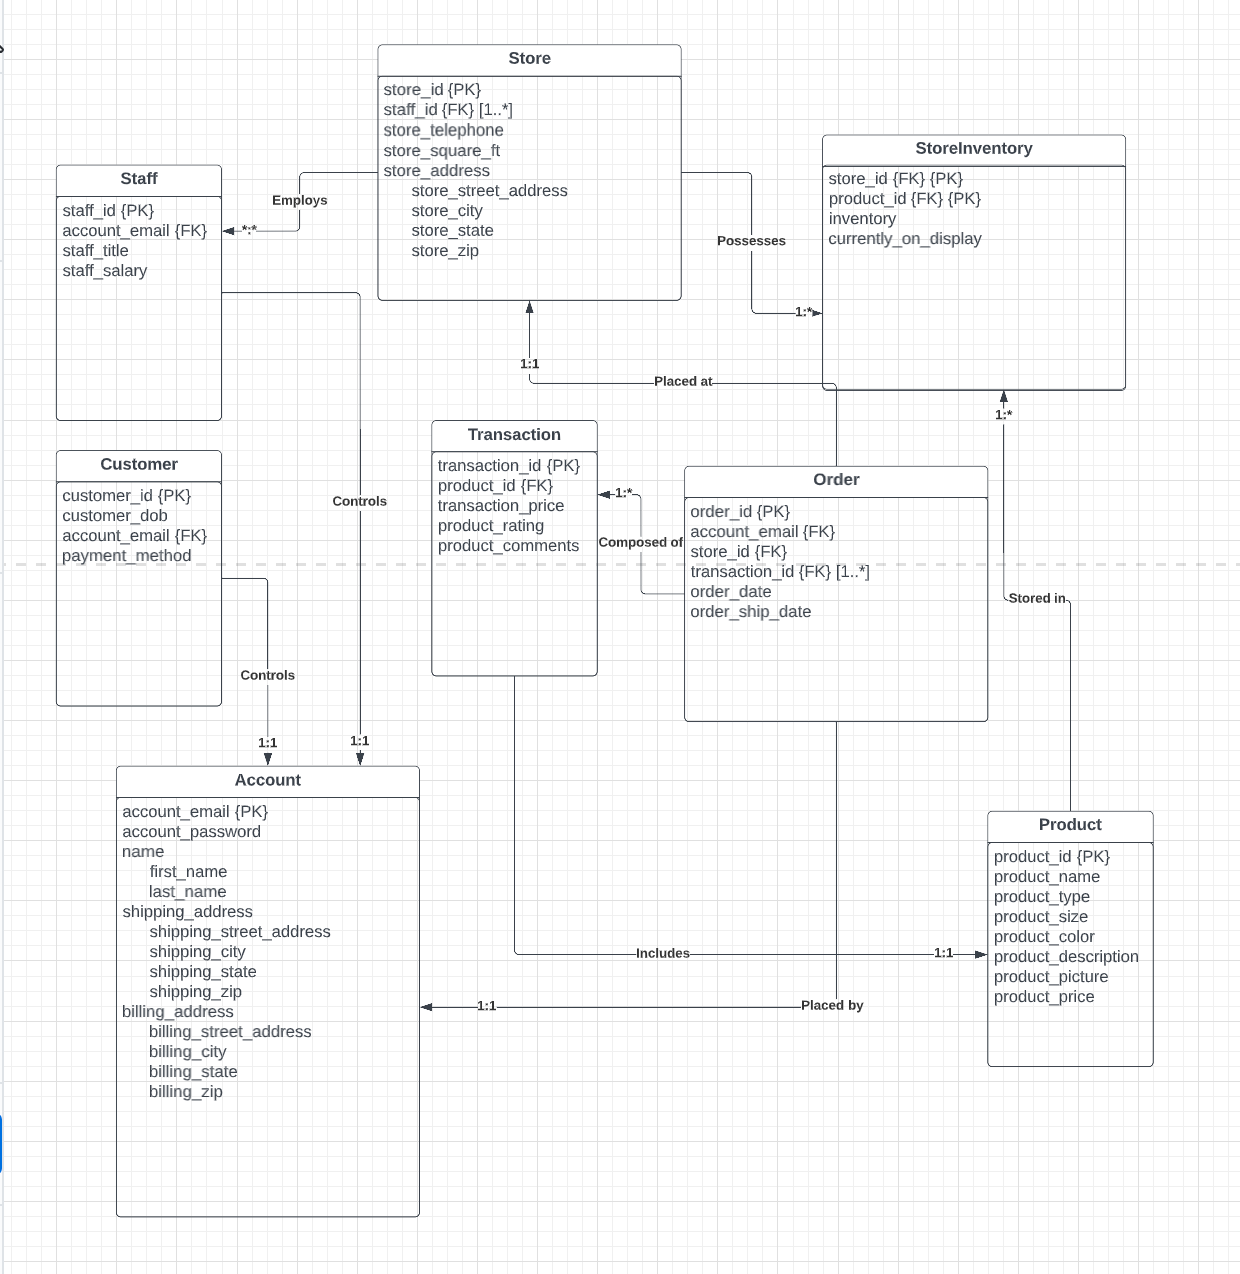 Store
store_id {PK}
staff_id {FK} [1..*]
store_telephone
store_square_ft
store_address
store_street_address
store_city
store_state
store_zip
StoreInventory
store_id {FK} {PK}
product_id {FK} {PK}
inventory
currently_on_display
Staff
staff_id {PK}
account_email {FK}
staff_title
staff_salary
Employs
*:*
Possesses
1:*
1:1
Placed at
1:*
Transaction
transaction_id {PK}
product_id {FK}
transaction_price
product_rating
product_comments
Customer
customer_id {PK}
customer_dob
account_email {FK}
payment_method
Controls
1:*
Composed of
Order
order_id {PK}
account_email {FK}
store_id {FK}
transaction_id {FK} [1..*]
order_date
order_ship_date
Stored in
Controls
1:1
1:1
Account
account_email {PK}
account_password
name
first_name
last_name
shipping_address
shipping_street_address
shipping_city
shipping_state
shipping_zip
billing_address
billing_street_address
billing_city
billing_state
billing_zip
Product
product_id {PK}
product_name
product_type
product_size
product_color
product_description
product_picture
product_price
Includes
1:1
1:1
Placed by